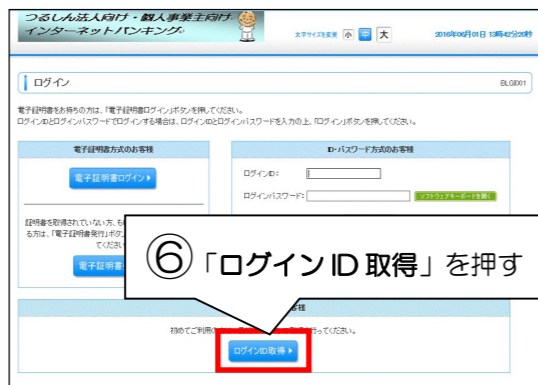 つるしん法人向け・個人事業主向け
インターネットバンキング
文字サイズを変更 小 中 大
2016年06月01日 13時42分20秒
ログイン
BLGI001
電子証明書をお持ちの方は、「電子証明書ログイン」ボタンを押してください。
ログインIDとログインパスワードでログインする場合は、ログインIDとログインパスワードを入力の上、「ログイン」ボタンを押してください。
電子証明書方式のお客様
ID・パスワード方式のお客様
電子証明書ログイン
ログインID:
ログインパスワード:
ソフトウェアキーボードを開く
証明書を取得されていない方、
る方は、「電子証明書発行」ボタ
てくださ
電子証明書
⑥「ログインID取得」を押す
客様
初めてご利用の
行ってください。
ログインID取得